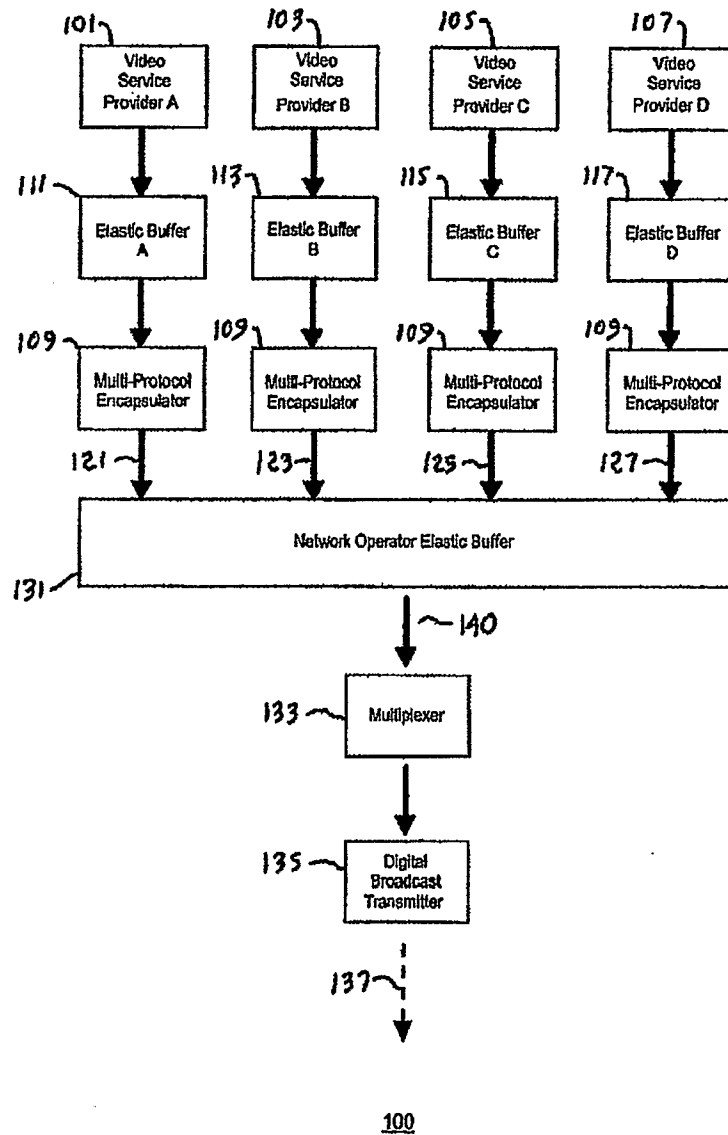 101 103 105 107
Video Service Provider A
Video Service Provider B
Video Service Provider C
Video Service Provider D
111 113 115 117
Elastic Buffer A
Elastic Buffer B
Elastic Buffer C
Elastic Buffer D
109 109 109 109
Multi-Protocol Encapsulator
Multi-Protocol Encapsulator
Multi-Protocol Encapsulator
Multi-Protocol Encapsulator
121 123 125 127
Network Operator Elastic Buffer
131
140
133
Multiplexer
135
Digital
Broadcast
Transmitter
137
100